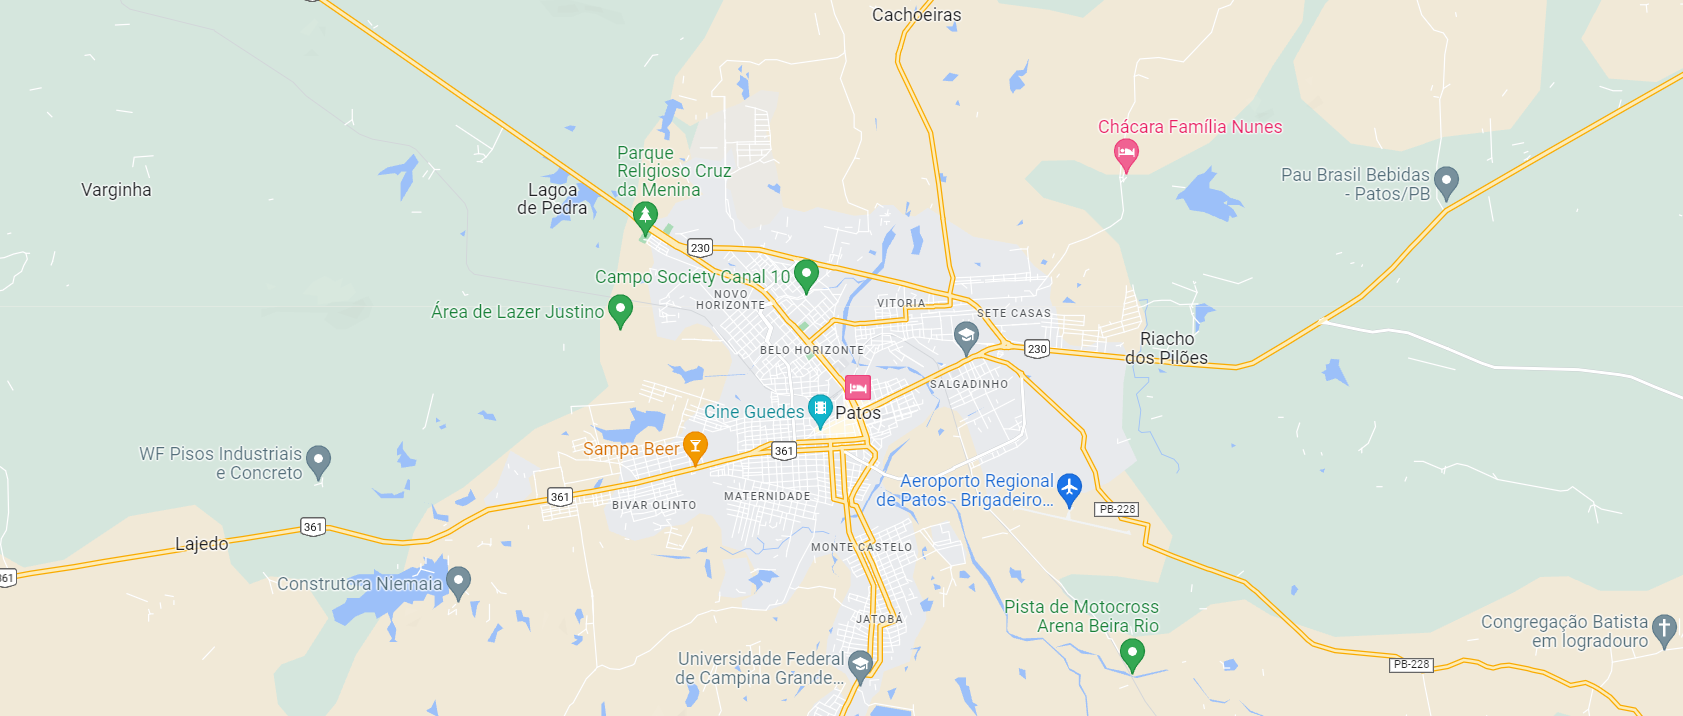 Cachoeiras
Chácara Família Nunes
Parque
Religioso Cruz
da Menina
Pau Brasil Bebidas
- Patos/PB
Varginha
Lagoa
de Pedra
230
Campo Society Canal 10
NOVO
HORIZONTE
VITORIA
Área de Lazer Justino
SETE CASAS
Riacho
dos Pilões
BELO HORIZONTE
230
SALGADINHO
Cine Guedes
Patos
Sampa Beer
361
WF Pisos Industriais
e Concreto
Aeroporto Regional
de Patos - Brigadeiro...
361
MATERNIDADE
BIVAR OLINTO
PB-228
361
Lajedo
MONTE CASTELO
361
Construtora Niemaia
Pista de Motocross
Arena Beira Rio
JATOBÁ
Congregação Batista
em logradouro
Universidade Federal
de Campina Grande...
PB-228